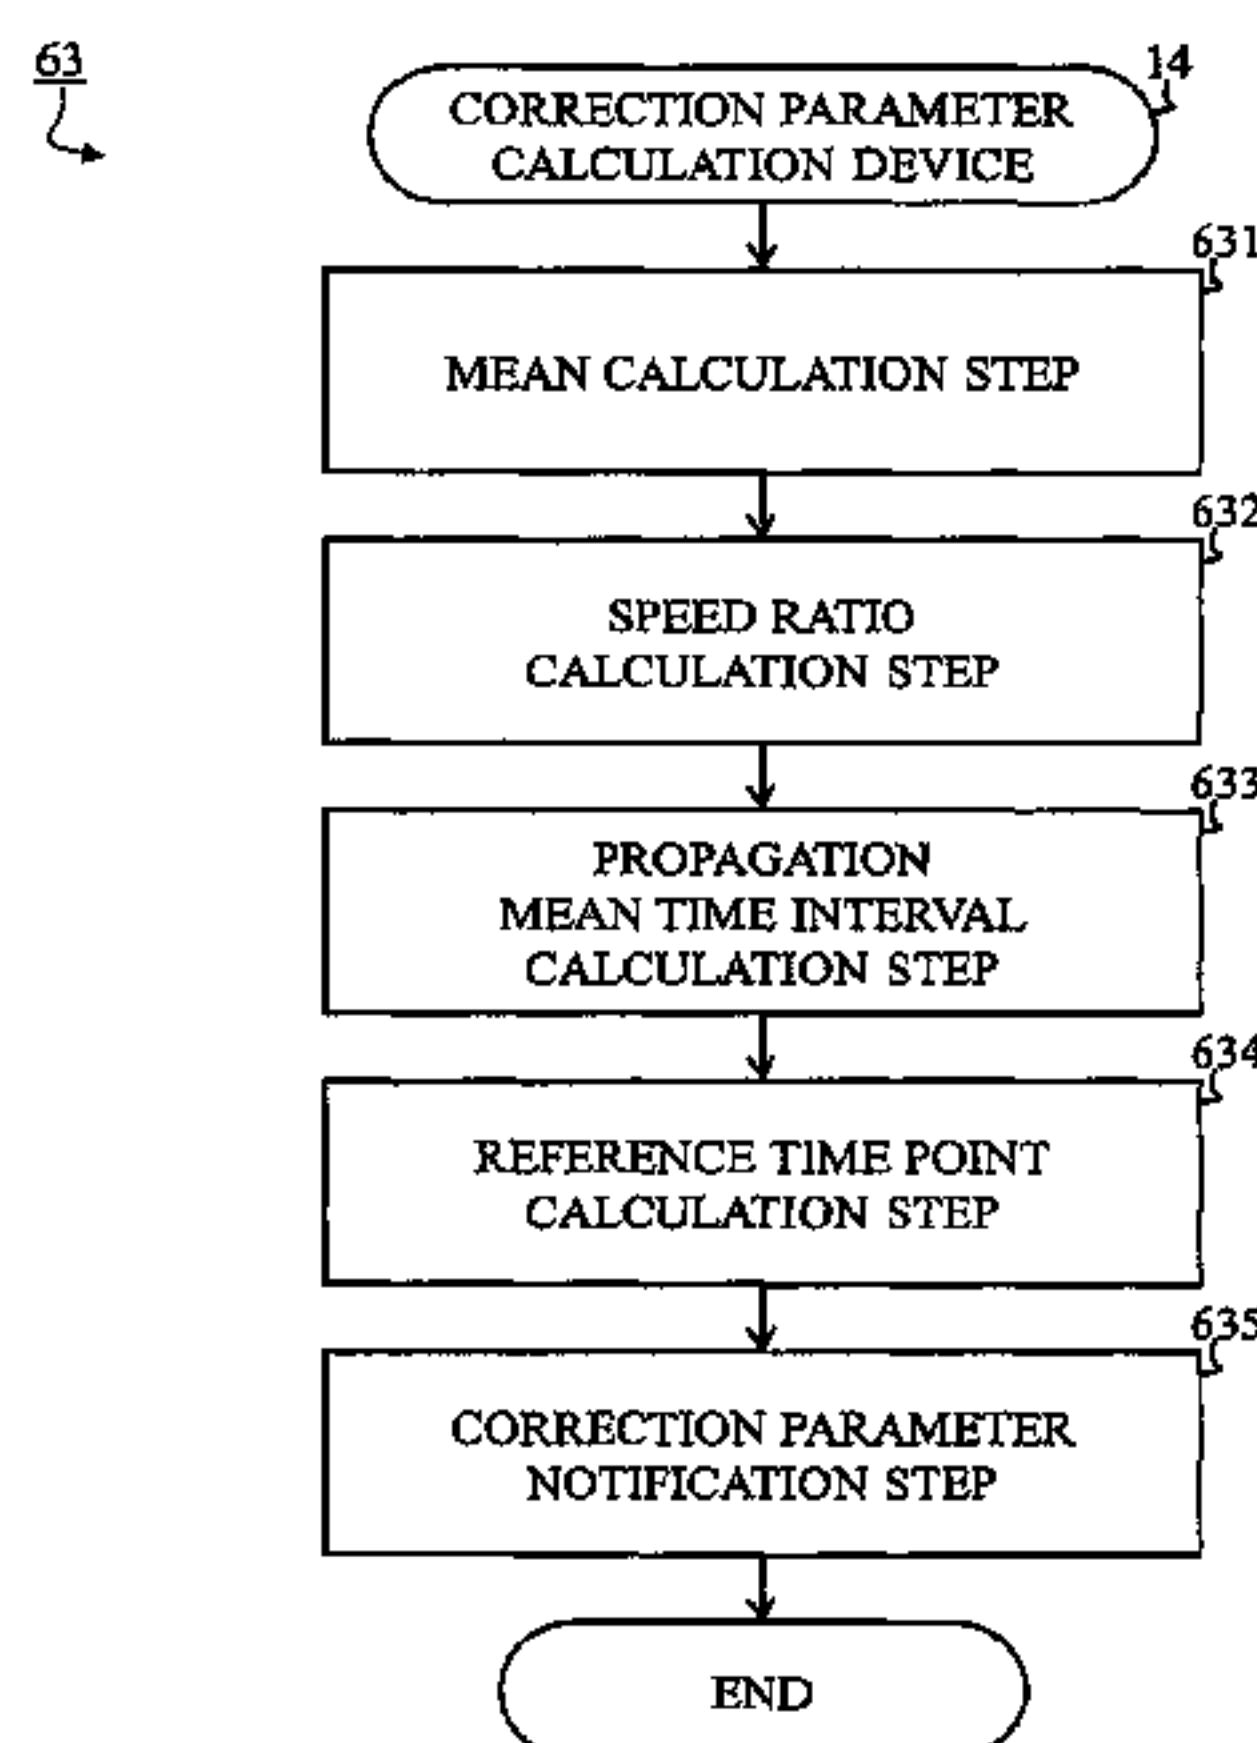 63
14
CORRECTION PARAMETER
CALCULATION DEVICE
631
MEAN CALCULATION STEP
632
SPEED RATIO
CALCULATION STEP
633
PROPAGATION
MEAN TIME INTERVAL
CALCULATION STEP
634
REFERENCE TIME POINT
CALCULATION STEP
635
CORRECTION PARAMETER
NOTIFICATION STEP
END